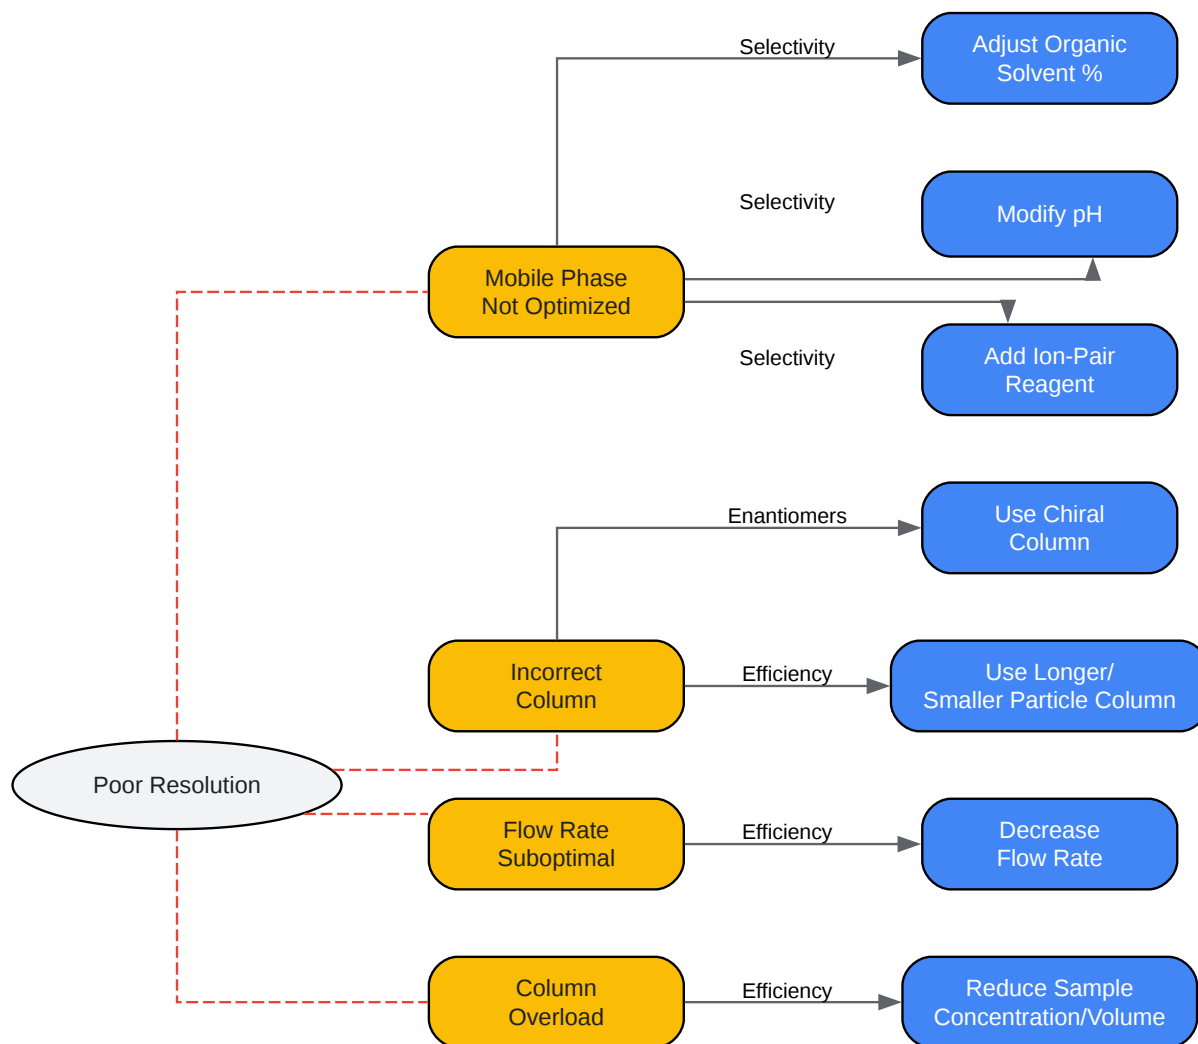 Selectivity
Adjust Organic
Solvent %
Selectivity
Modify pH
Mobile Phase
Not Optimized
Selectivity
Add Ion-Pair
Reagent
Enantiomers
Use Chiral
Column
Incorrect
Column
Efficiency
Use Longer/
Smaller Particle Column
Poor Resolution
Flow Rate
Suboptimal
Efficiency
Decrease
Flow Rate
Column
Overload
Efficiency
Reduce Sample
Concentration/Volume